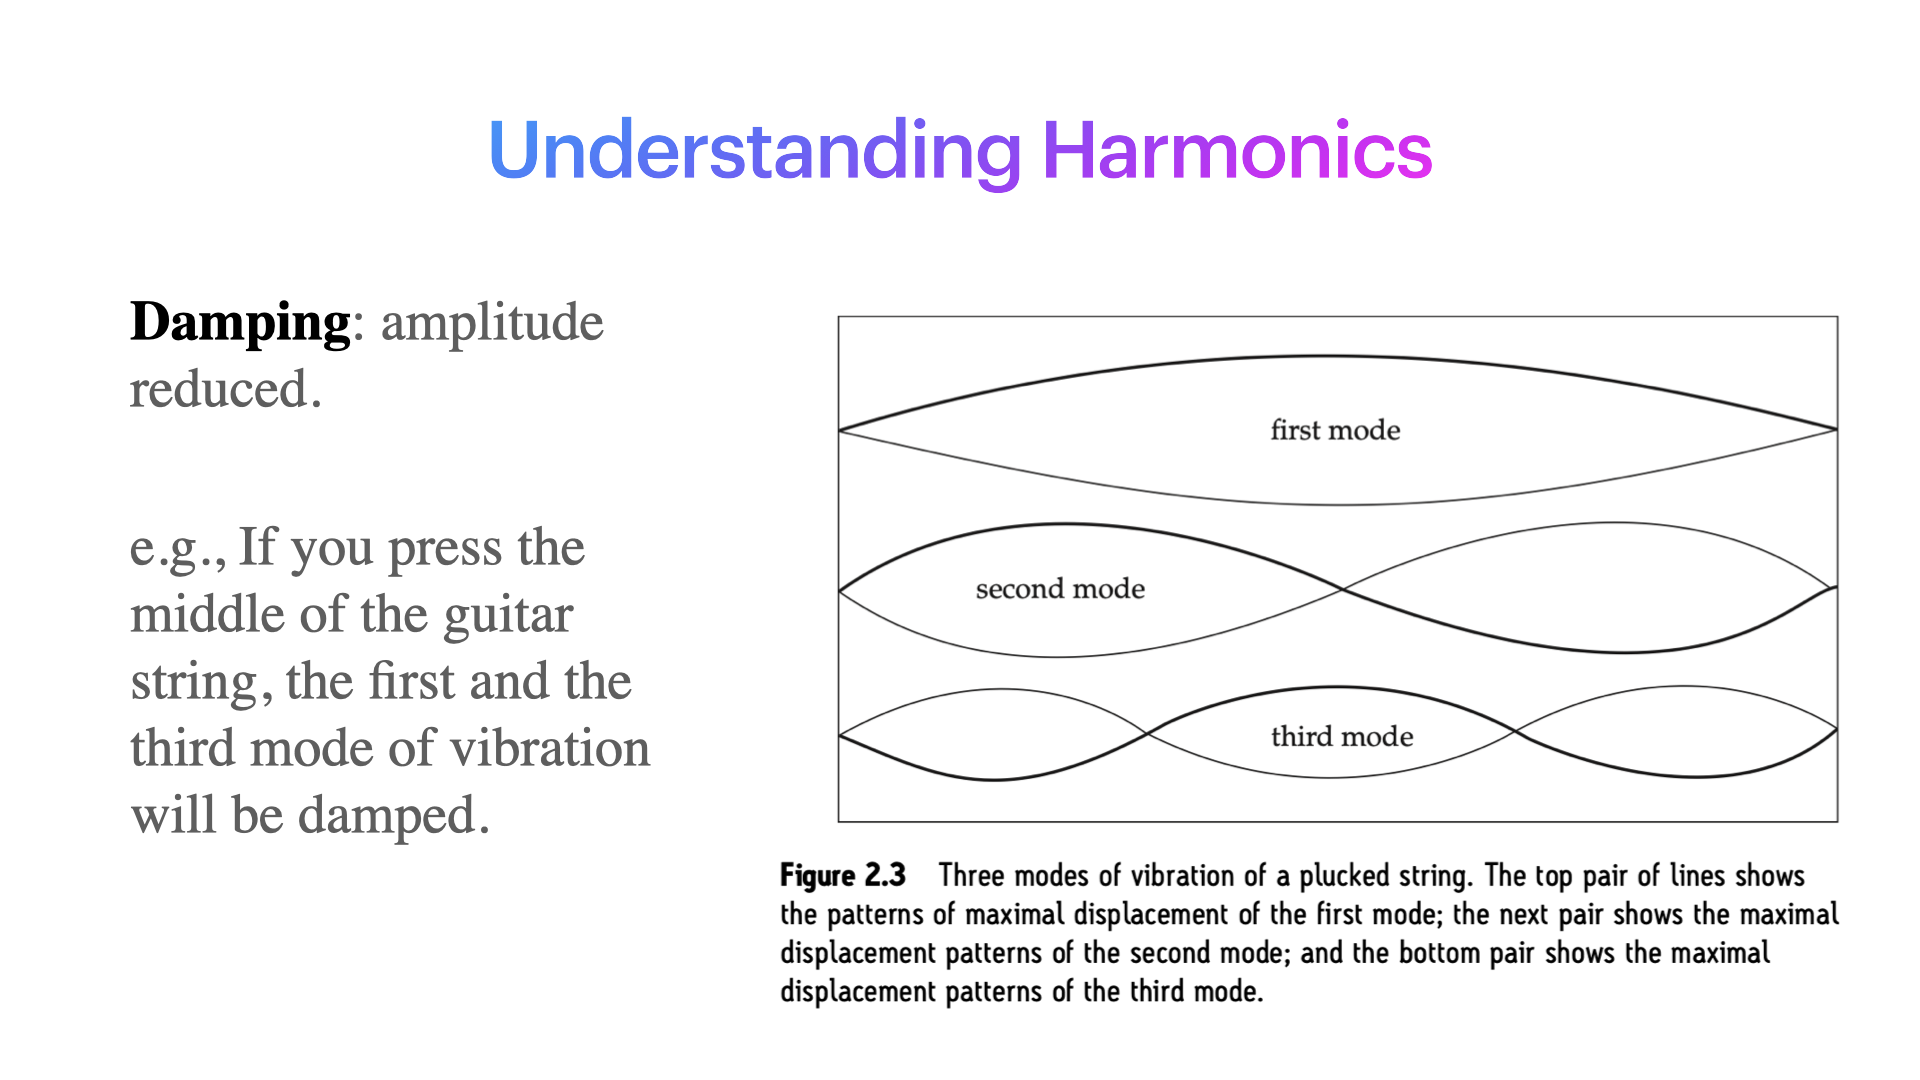 Understanding Harmonics
Damping: amplitude
reduced.
e.g., If you press the
middle of the guitar
string, the first and the
third mode of vibration
will be damped.
first mode
second mode
third mode
Figure 2.3 Three modes of vibration of a plucked string. The top pair of lines shows
the patterns of maximal displacement of the first mode; the next pair shows the maximal
displacement patterns of the second mode; and the bottom pair shows the maximal
displacement patterns of the third mode.